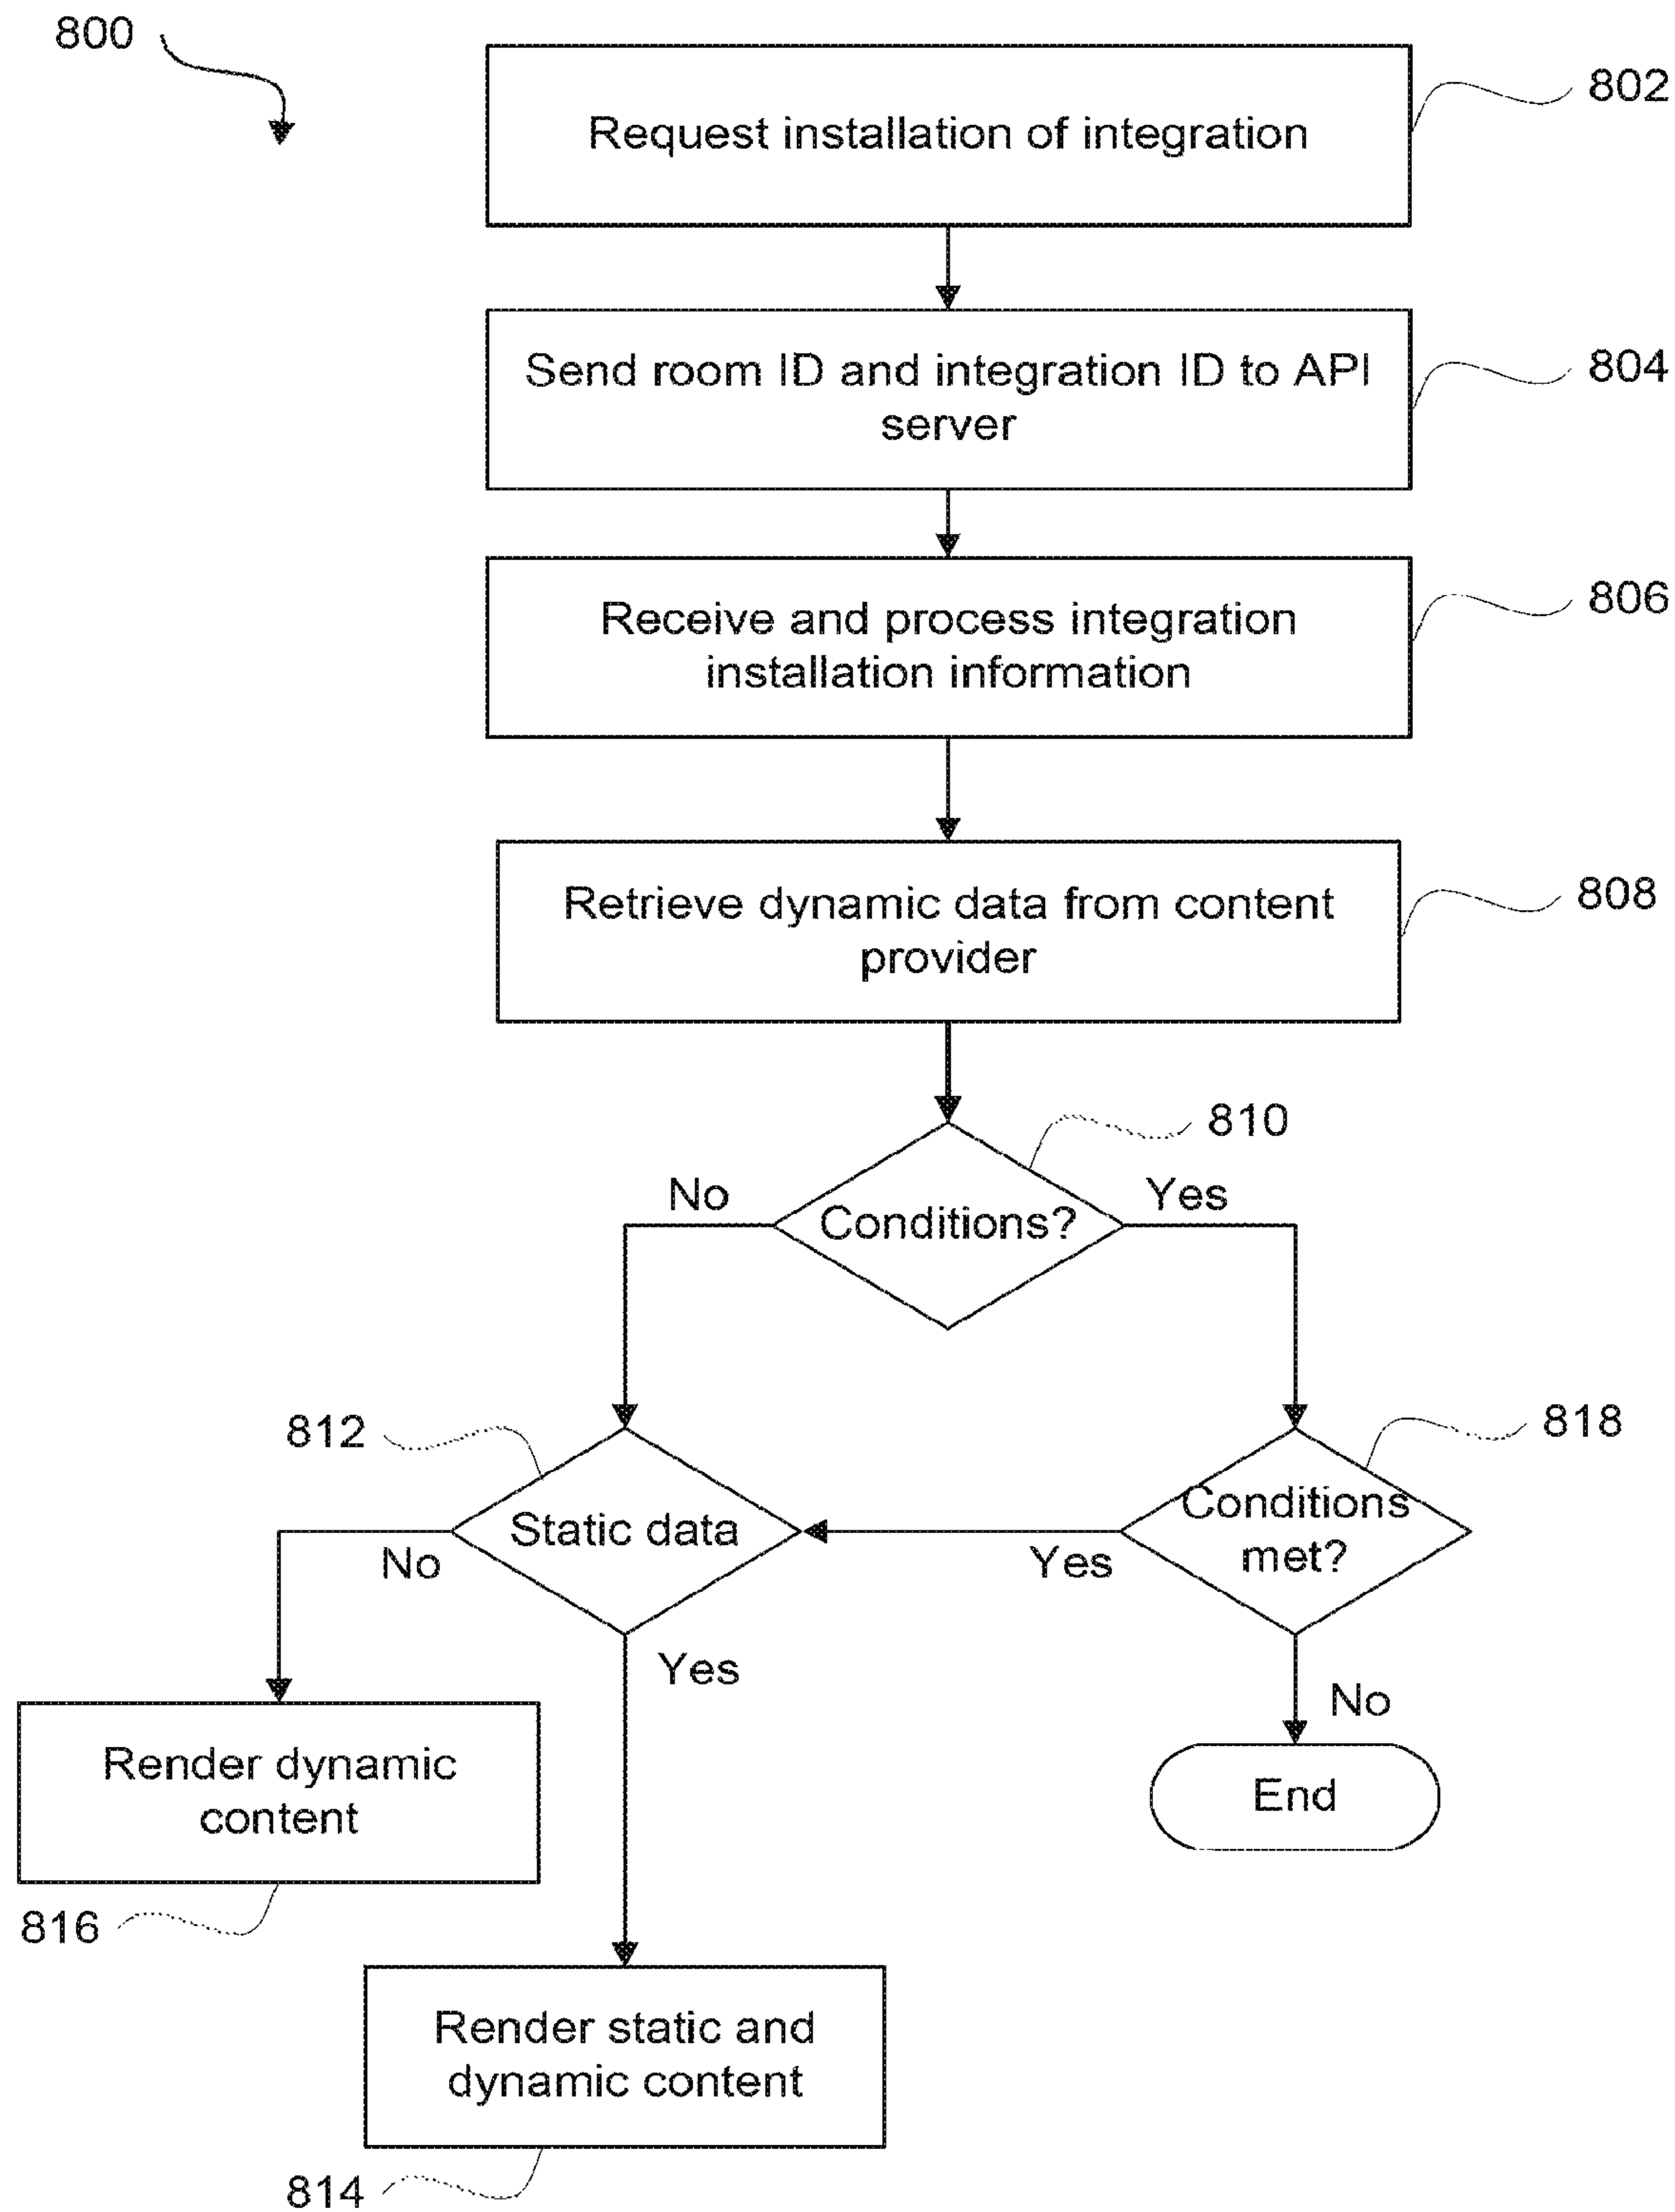 800
802
Request installation of integration
804
Send room ID and integration ID to API
server
806
Receive and process integration
installation information
808
Retrieve dynamic data from content
provider
810
No
Yes
Conditions?
812
818
Static data
Conditions
met?
No
Yes
Yes
No
Render dynamic
content
End
816
Render static and
dynamic content
814